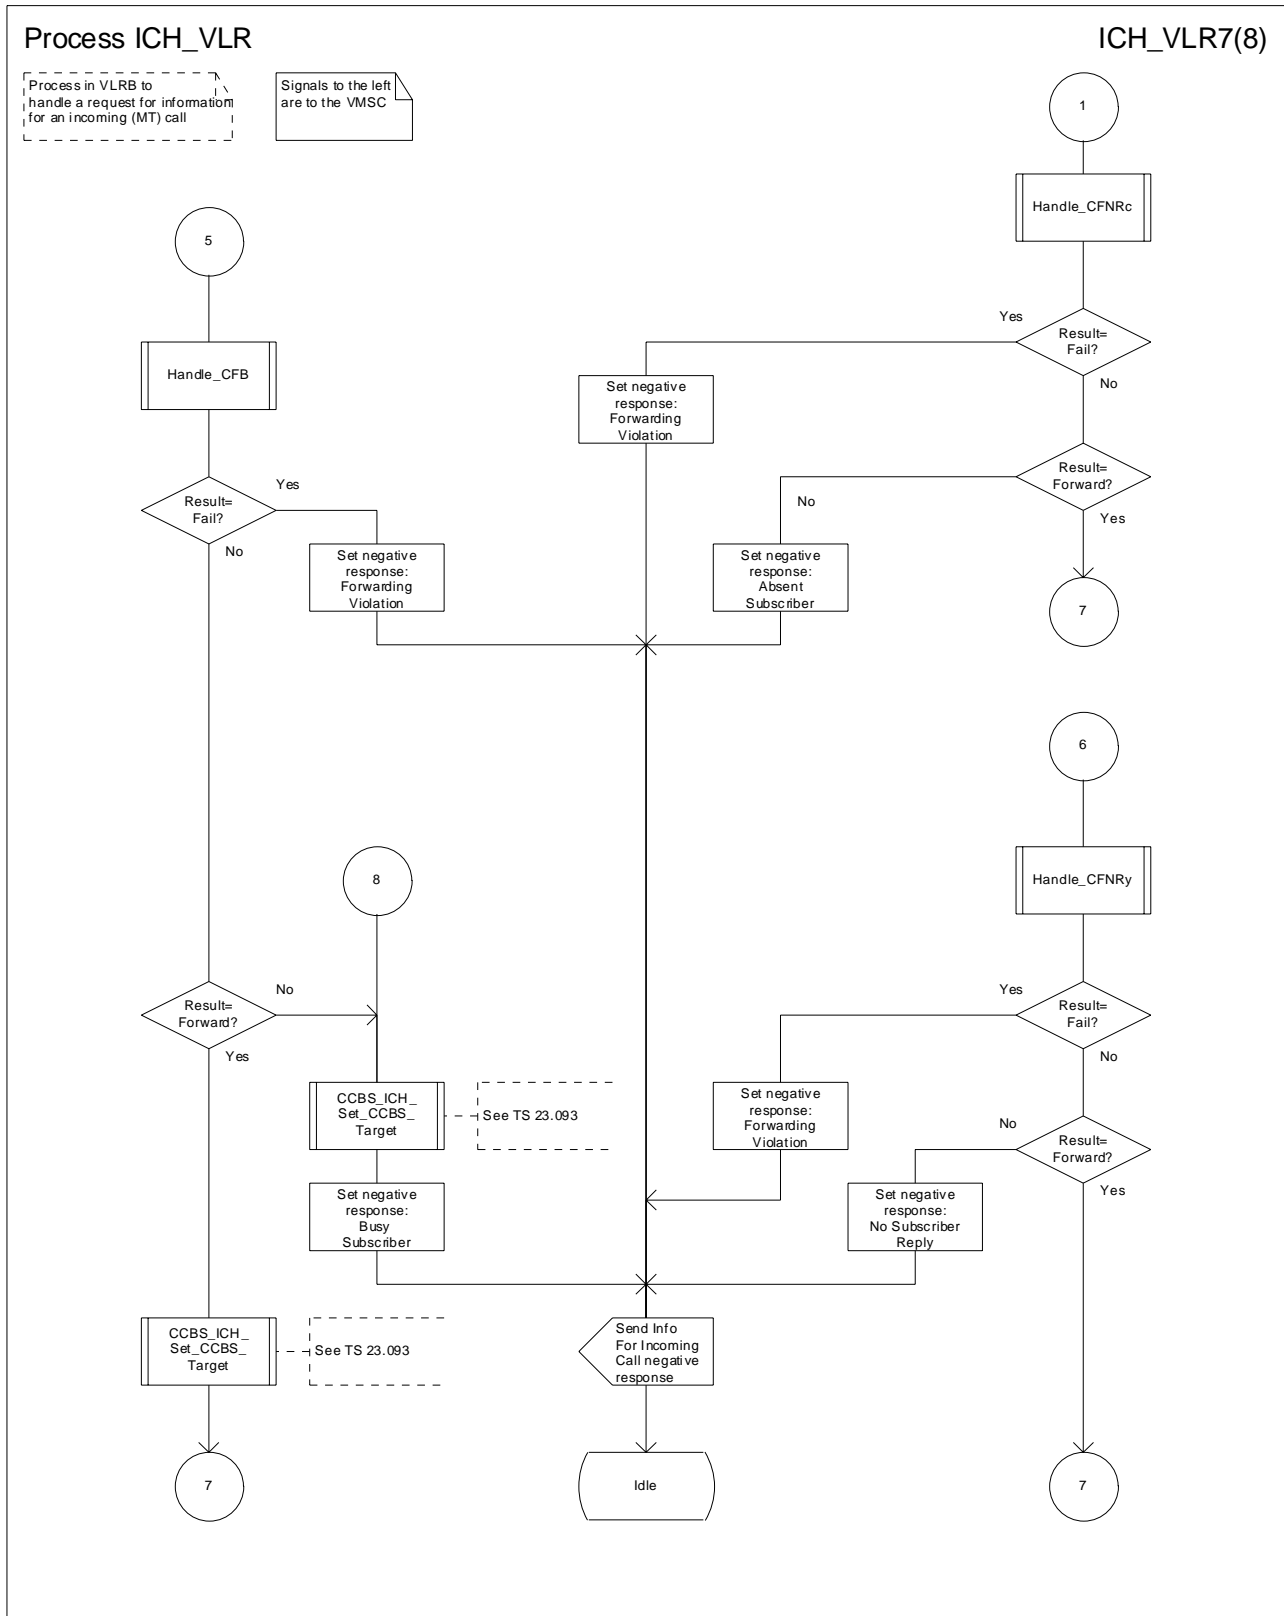 Process ICH_VLR
ICH_VLR7(8)
Process in VLRB to
handle a request for information
for an incoming (MT) call
Signals to the left
are to the VMSC
1
Handle_CFNRc
5
Yes
Result=
Fail?
Handle_CFB
No
Set negative
response:
Forwarding
Violation
Yes
Result=
Fail?
No
No
Result=
Forward?
Yes
Set negative
response:
Forwarding
Violation
Set negative
response:
Absent
Subscriber
7
6
8
Handle_CFNRy
No
Result=
Forward?
Yes
Yes
Result=
Fail?
No
CCBS_ICH_
Set_CCBS_
Target
See TS 23.093
Set negative
response:
Forwarding
Violation
No
Result=
Forward?
Yes
Set negative
response:
Busy
Subscriber
Set negative
response:
No Subscriber
Reply
CCBS_ICH_
Set_CCBS_
Target
See TS 23.093
Send Info
For Incoming
Call negative
response
7
Idle
7